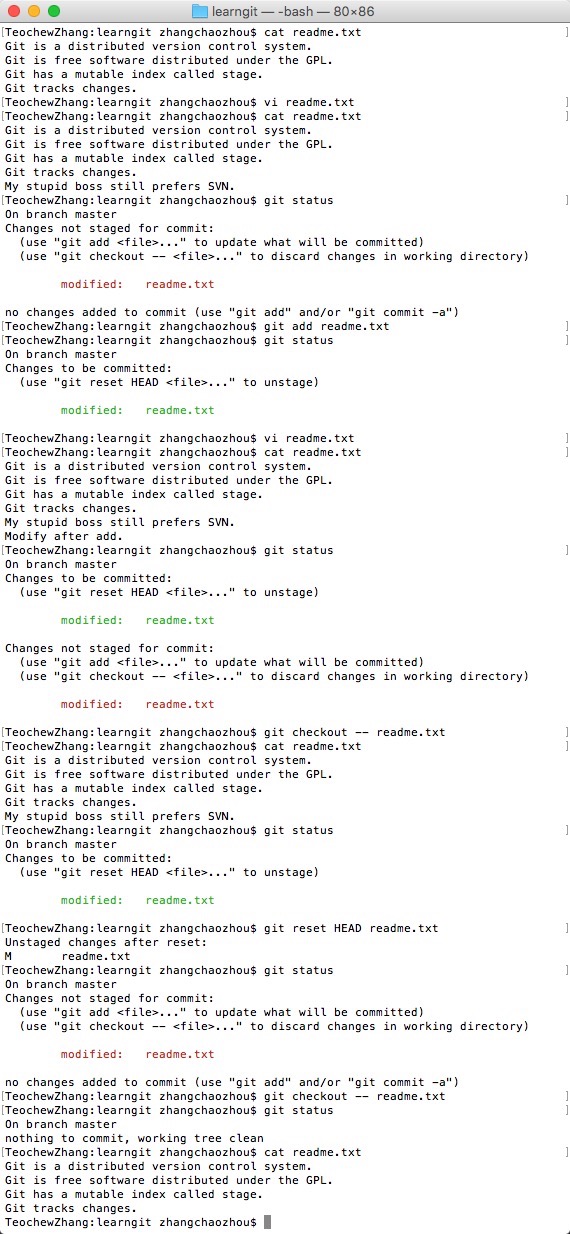 learngit — -bash — 80×86
[TeochewZhang:learngit zhangchaozhou$ cat readme.txt ]
Git is a distributed version control system.
Git is free software distributed under the GPL.
Git has a mutable index called stage.
Git tracks changes.
[TeochewZhang:learngit zhangchaozhou$ vi readme.txt ]
[TeochewZhang:learngit zhangchaozhou$ cat readme.txt ]
Git is a distributed version control system.
Git is free software distributed under the GPL.
Git has a mutable index called stage.
Git tracks changes.
My stupid boss still prefers SVN.
[TeochewZhang:learngit zhangchaozhou$ git status ]
On branch master
Changes not staged for commit:
  (use "git add <file>..." to update what will be committed)
  (use "git checkout -- <file>..." to discard changes in working directory)
        modified:   readme.txt
no changes added to commit (use "git add" and/or "git commit -a")
[TeochewZhang:learngit zhangchaozhou$ git add readme.txt ]
[TeochewZhang:learngit zhangchaozhou$ git status ]
On branch master
Changes to be committed:
  (use "git reset HEAD <file>..." to unstage)
        modified:   readme.txt
[TeochewZhang:learngit zhangchaozhou$ vi readme.txt ]
[TeochewZhang:learngit zhangchaozhou$ cat readme.txt ]
Git is a distributed version control system.
Git is free software distributed under the GPL.
Git has a mutable index called stage.
Git tracks changes.
My stupid boss still prefers SVN.
Modify after add.
[TeochewZhang:learngit zhangchaozhou$ git status ]
On branch master
Changes to be committed:
  (use "git reset HEAD <file>..." to unstage)
        modified:   readme.txt
Changes not staged for commit:
  (use "git add <file>..." to update what will be committed)
  (use "git checkout -- <file>..." to discard changes in working directory)
        modified:   readme.txt
[TeochewZhang:learngit zhangchaozhou$ git checkout -- readme.txt ]
[TeochewZhang:learngit zhangchaozhou$ cat readme.txt ]
Git is a distributed version control system.
Git is free software distributed under the GPL.
Git has a mutable index called stage.
Git tracks changes.
My stupid boss still prefers SVN.
[TeochewZhang:learngit zhangchaozhou$ git status ]
On branch master
Changes to be committed:
  (use "git reset HEAD <file>..." to unstage)
        modified:   readme.txt
[TeochewZhang:learngit zhangchaozhou$ git reset HEAD readme.txt ]
Unstaged changes after reset:
M       readme.txt
[TeochewZhang:learngit zhangchaozhou$ git status ]
On branch master
Changes not staged for commit:
  (use "git add <file>..." to update what will be committed)
  (use "git checkout -- <file>..." to discard changes in working directory)
        modified:   readme.txt
no changes added to commit (use "git add" and/or "git commit -a")
[TeochewZhang:learngit zhangchaozhou$ git checkout -- readme.txt ]
[TeochewZhang:learngit zhangchaozhou$ git status ]
On branch master
nothing to commit, working tree clean
[TeochewZhang:learngit zhangchaozhou$ cat readme.txt ]
Git is a distributed version control system.
Git is free software distributed under the GPL.
Git has a mutable index called stage.
Git tracks changes.
TeochewZhang:learngit zhangchaozhou$